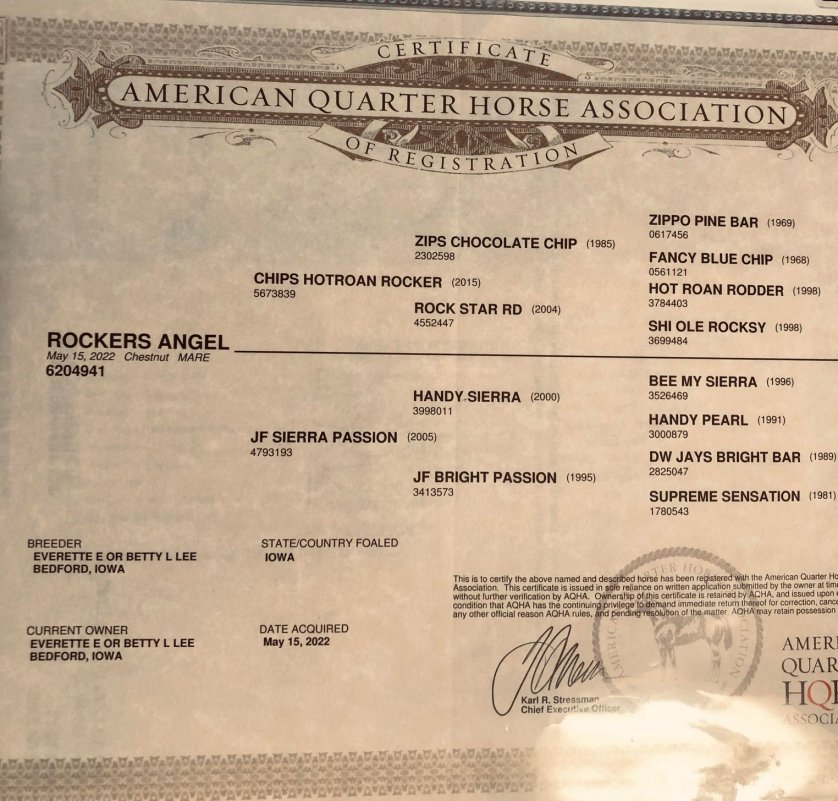 CERTIFICATE
AMERICAN QUARTER HORSE ASSOCIATION
OF REGISTRATION
ZIPPO PINE BAR (1969)
0617456
ZIPS CHOCOLATE CHIP (1985)
2302598
FANCY BLUE CHIP (1968)
0561121
CHIPS HOTROAN ROCKER (2015)
5673839
HOT ROAN RODDER (1998)
3784403
ROCK STAR RD (2004)
4552447
SHI OLE ROCKSY (1998)
3699484
ROCKERS ANGEL
May 15, 2022 Chestnut MARE
6204941
BEE MY SIERRA (1996)
3526469
HANDY SIERRA (2000)
3998011
HANDY PEARL (1991)
3000879
JF SIERRA PASSION (2005)
4793193
DW JAYS BRIGHT BAR (1989)
2825047
JF BRIGHT PASSION (1995)
3413573
SUPREME SENSATION (1981)
1780543
BREEDER
EVERETTE E OR BETTY L LEE
BEDFORD, IOWA
STATE/COUNTRY FOALED
IOWA
CURRENT OWNER
EVERETTE E OR BETTY L LEE
BEDFORD, IOWA
DATE ACQUIRED
May 15, 2022
This is to certify the above named and described horse has been registered with the American Quarter
Association. This certificate is issued in sole reliance on written application submitted by the owner at
without further verification by AQHA. Ownership of this certificate is retained by AQHA, and issued upon
condition that AQHA has the continuing privilege to demand immediate return thereof for correction,
any other official reason AQHA rules, and pending resolution of the matter, AQHA may retain possession
Karl R. Stressman
Chief Executive Officer